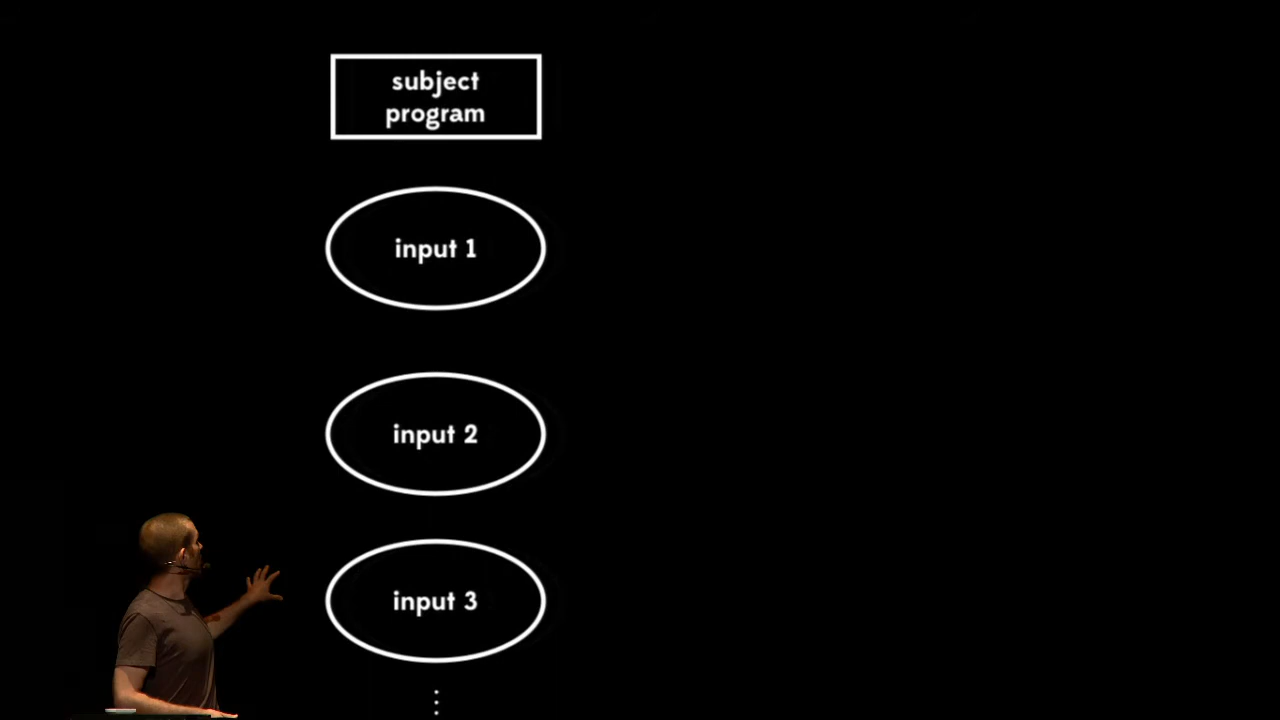 subject
program
input 1
input 2
input 3
⋮